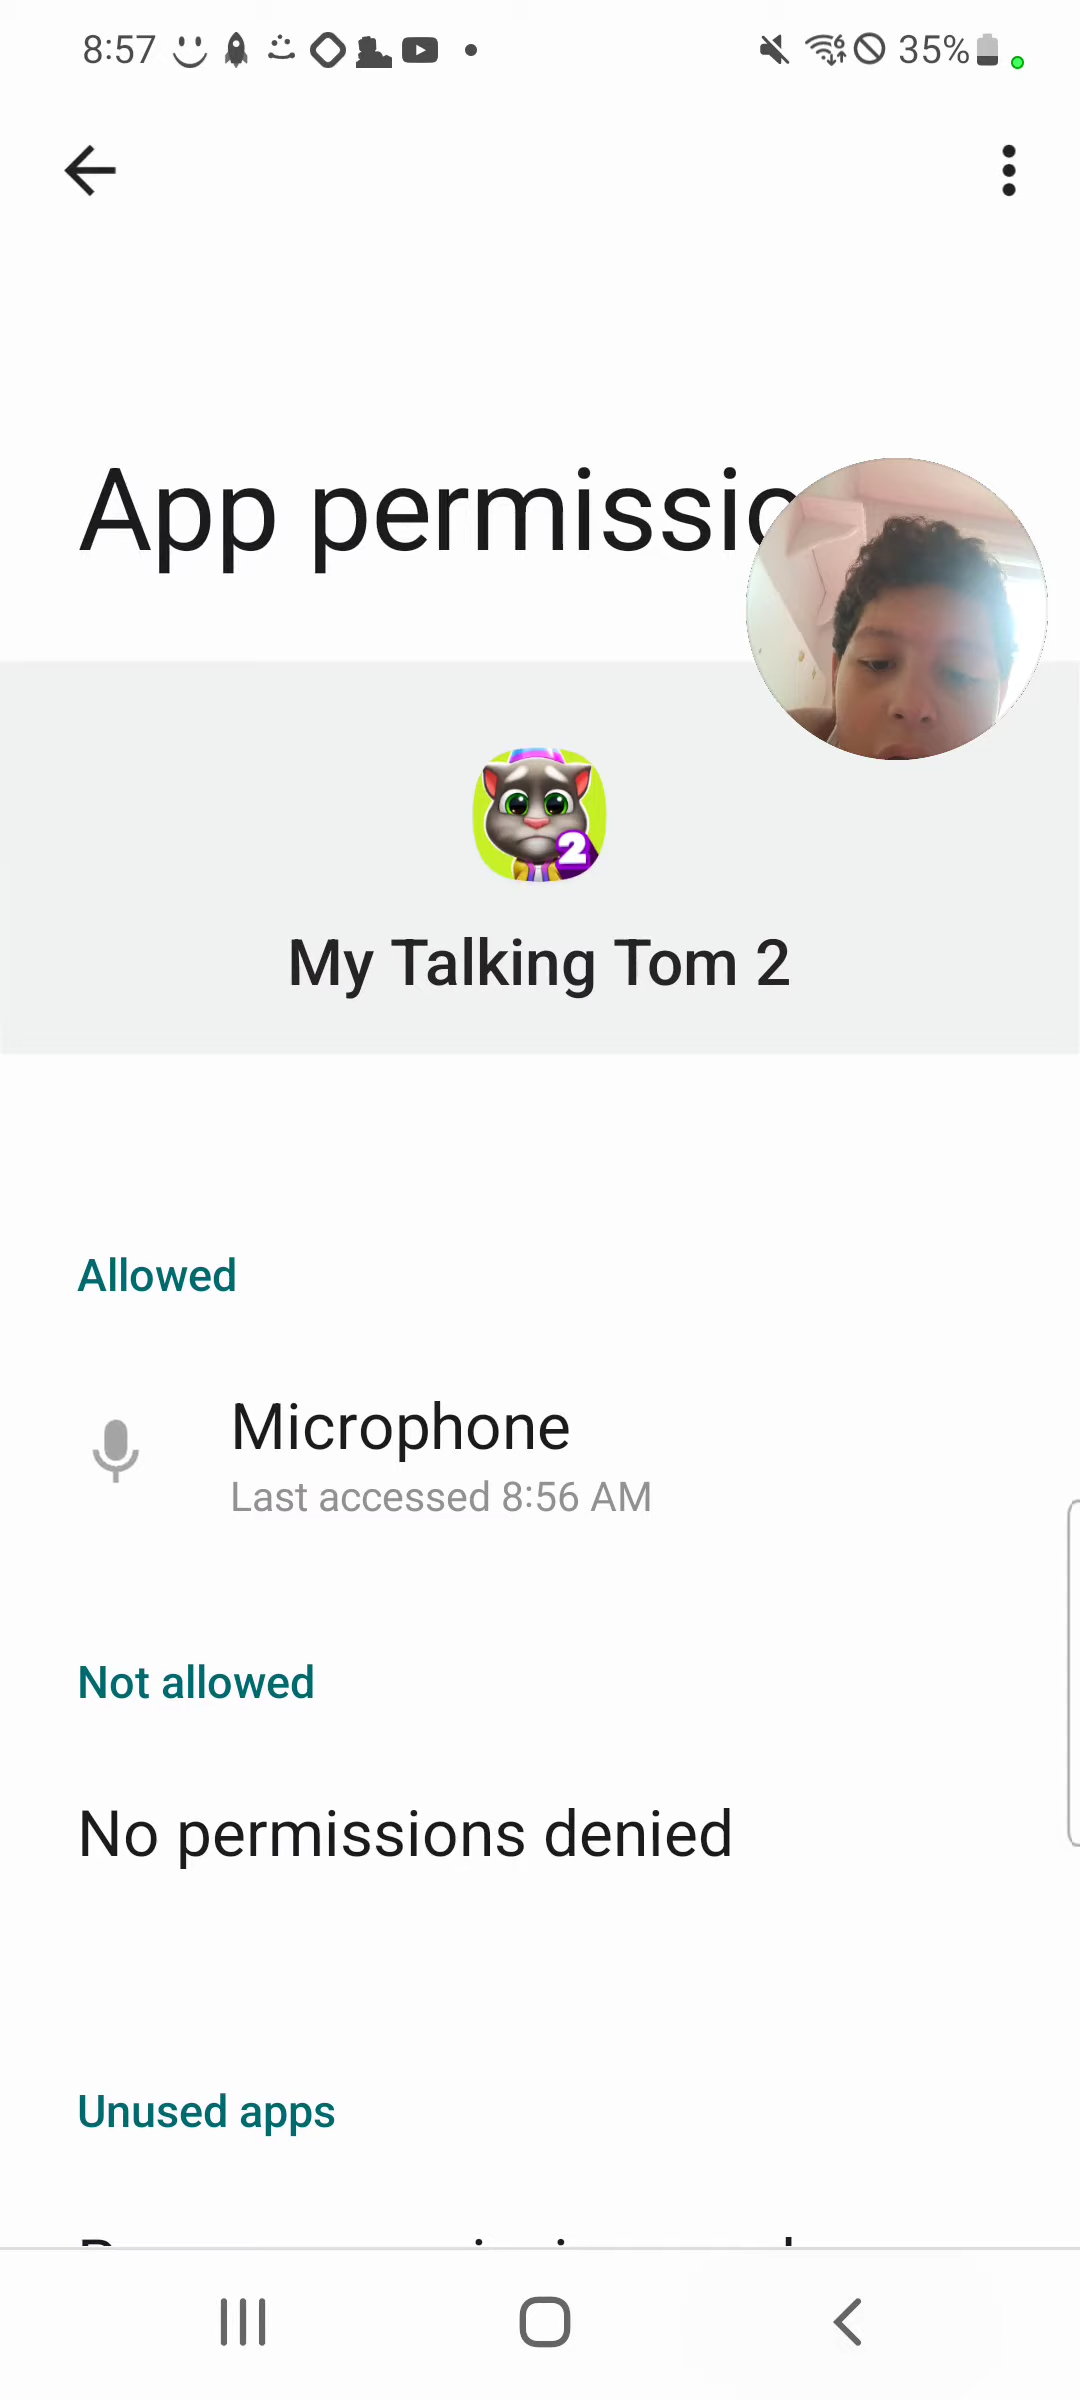 8:57
35%
App permissio
2
My Talking Tom 2
Allowed
Microphone
Last accessed 8:56 AM
Not allowed
No permissions denied
Unused apps